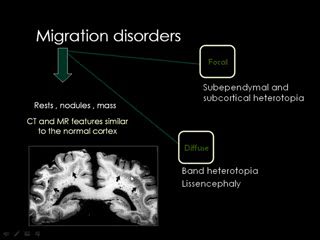 Migration disorders
Focal
Subependymal and
subcortical heterotopia
Rests , nodules , mass
CT and MR features similar
to the normal cortex
Diffuse
Band heterotopia
Lissencephaly